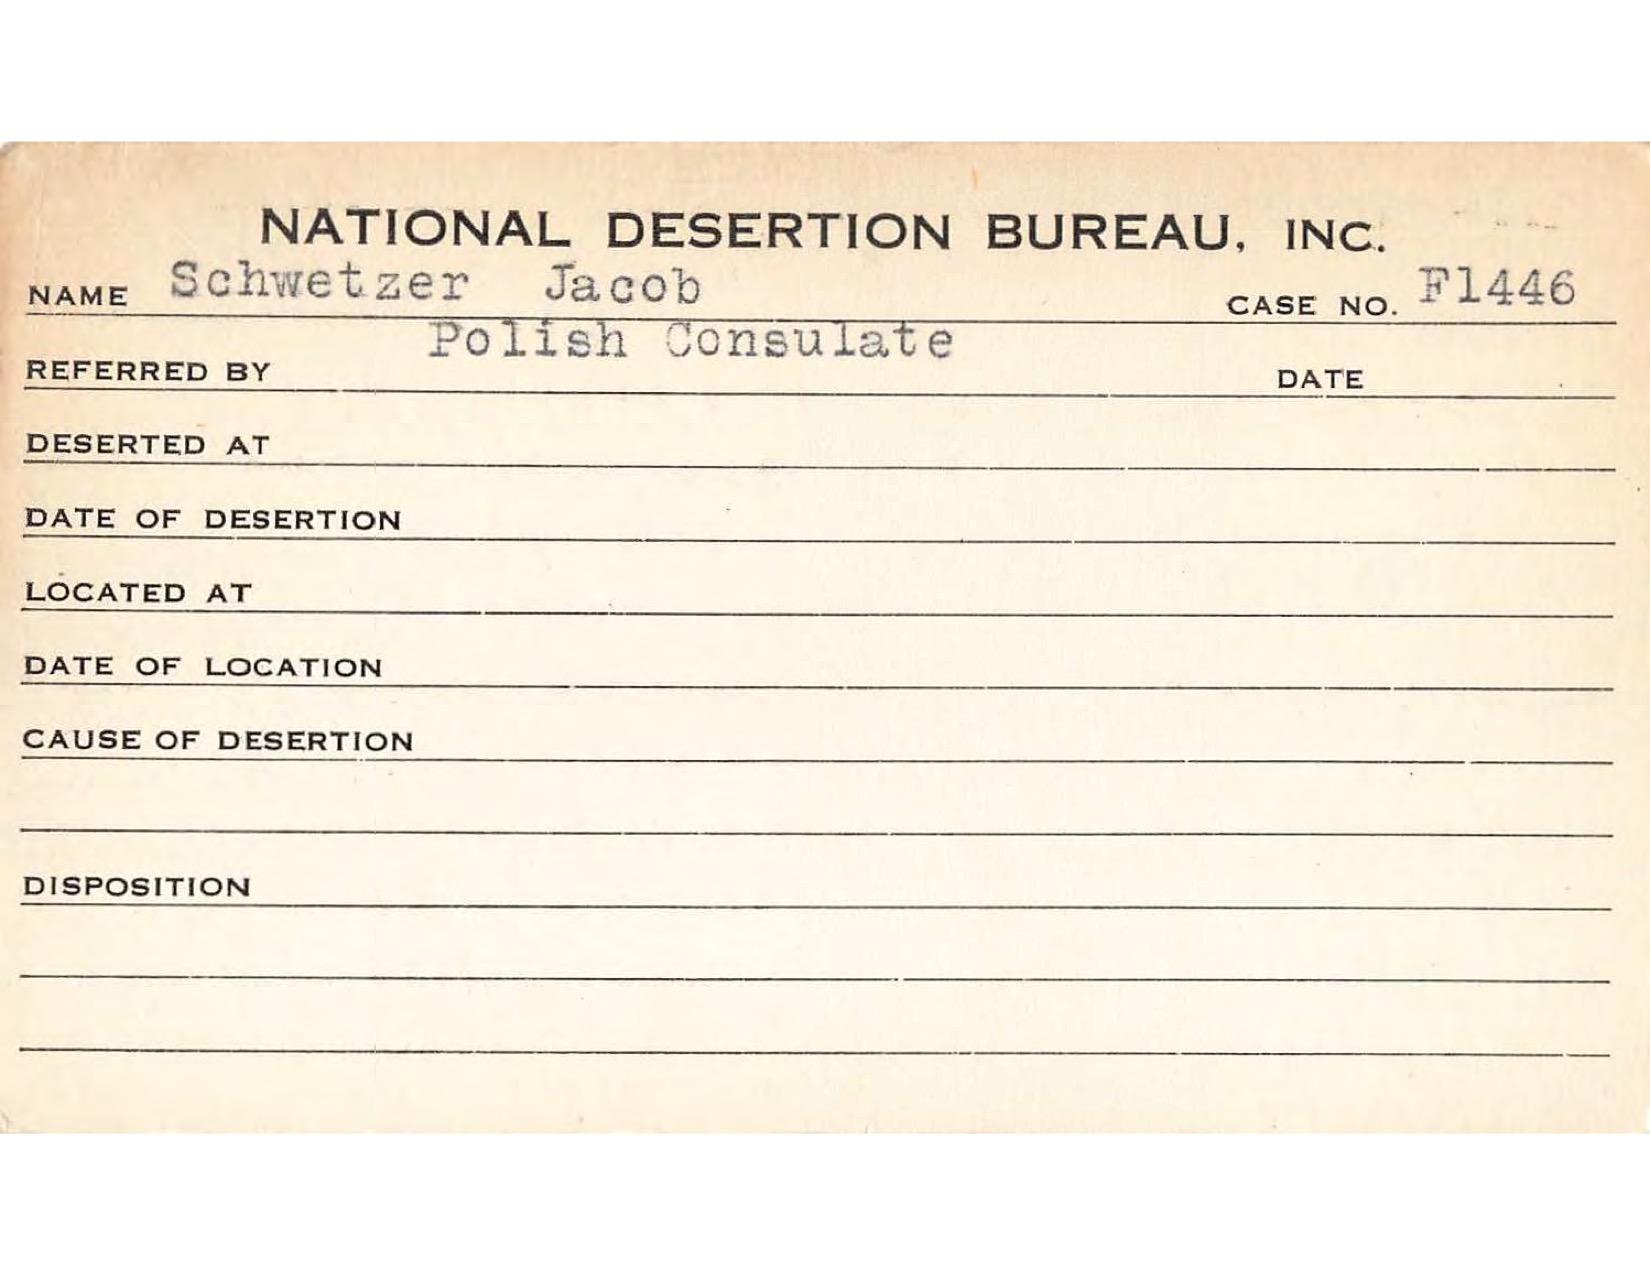 NATIONAL DESERTION BUREAU, INC.
NAME Schwetzer Jacob CASE NO. F1446
REFERRED BY Polish Consulate DATE
DESERTED AT
DATE OF DESERTION
LOCATED AT
DATE OF LOCATION
CAUSE OF DESERTION
DISPOSITION